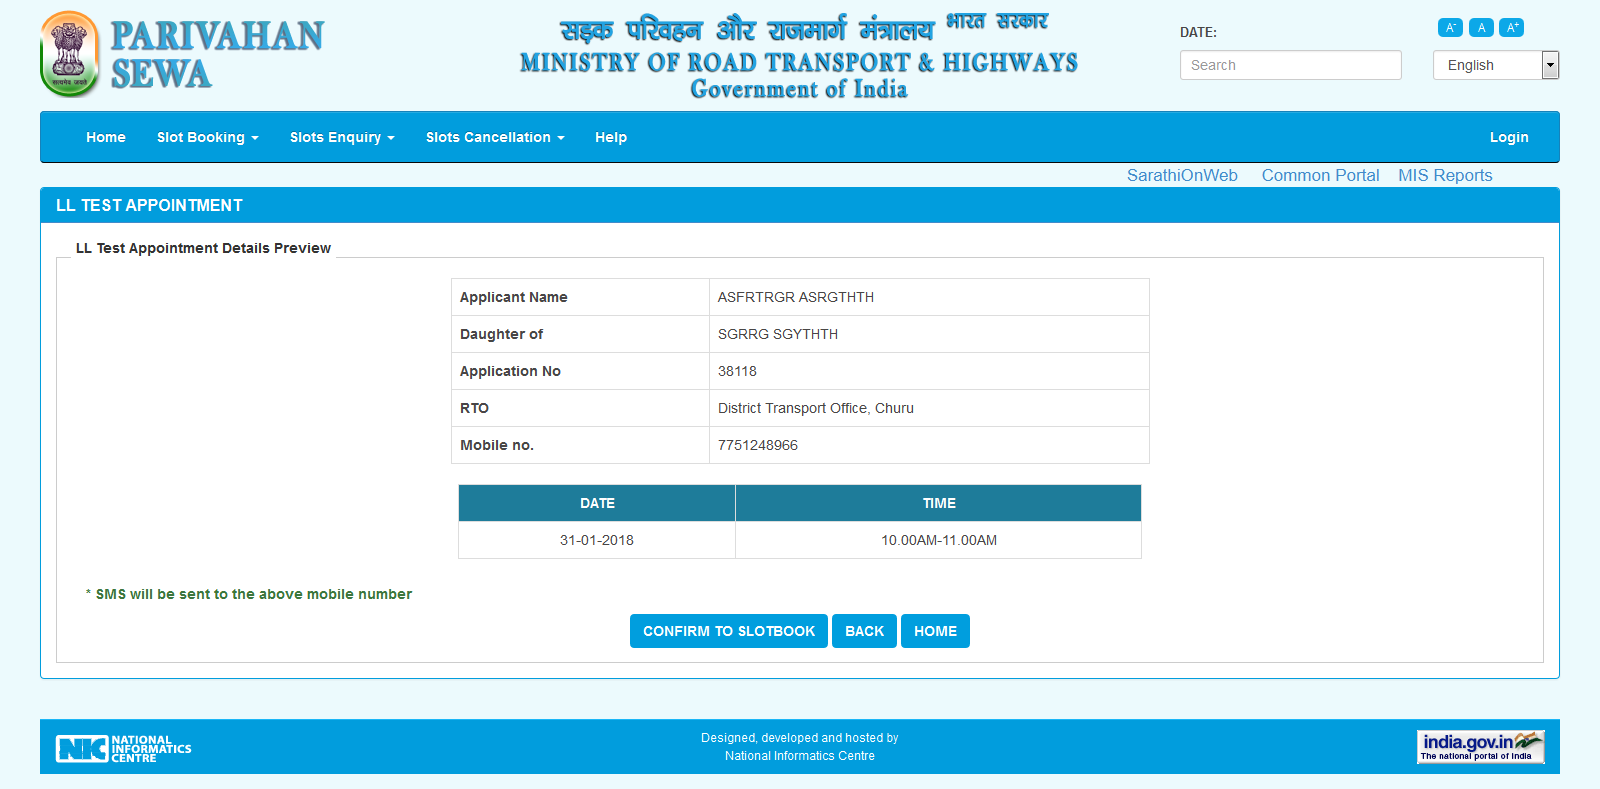 PARIVAHAN
SEWA
सत्यमेव जयते
सड़क परिवहन और राजमार्ग मंत्रालय भारत सरकार
MINISTRY OF ROAD TRANSPORT & HIGHWAYS
Government of India
DATE:
A- A A+
Search
English
Home Slot Booking Slots Enquiry Slots Cancellation Help Login
SarathiOnWeb Common Portal MIS Reports
LL TEST APPOINTMENT
LL Test Appointment Details Preview
Applicant Name ASFRTRGR ASRGTHTH
Daughter of SGRRG SGYTHTH
Application No 38118
RTO District Transport Office, Churu
Mobile no. 7751248966
DATE TIME
31-01-2018 10.00AM-11.00AM
* SMS will be sent to the above mobile number
CONFIRM TO SLOTBOOK BACK HOME
NIC NATIONAL
INFORMATICS
CENTRE
Designed, developed and hosted by
National Informatics Centre
india.gov.in
The national portal of India